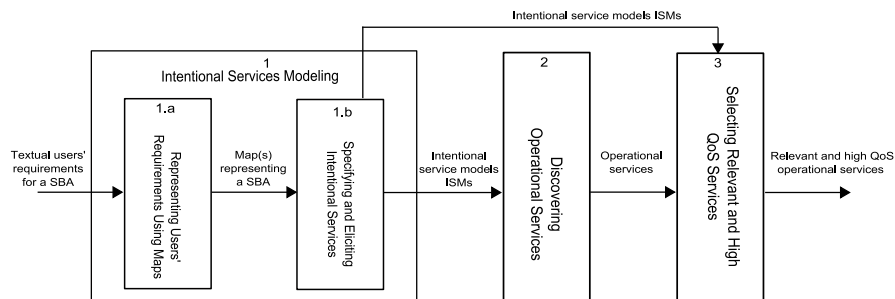 Intentional service models ISMs
1
Intentional Services Modeling
Textual users'
requirements
for a SBA
1.a
Representing Users'
Requirements Using Maps
Map(s)
representing
a SBA
1.b
Specifying and Eliciting
Intentional Services
Intentional
service models
ISMs
2
Discovering
Operational Services
Operational
services
3
Selecting Relevant and High
QoS Services
Relevant and high QoS
operational services